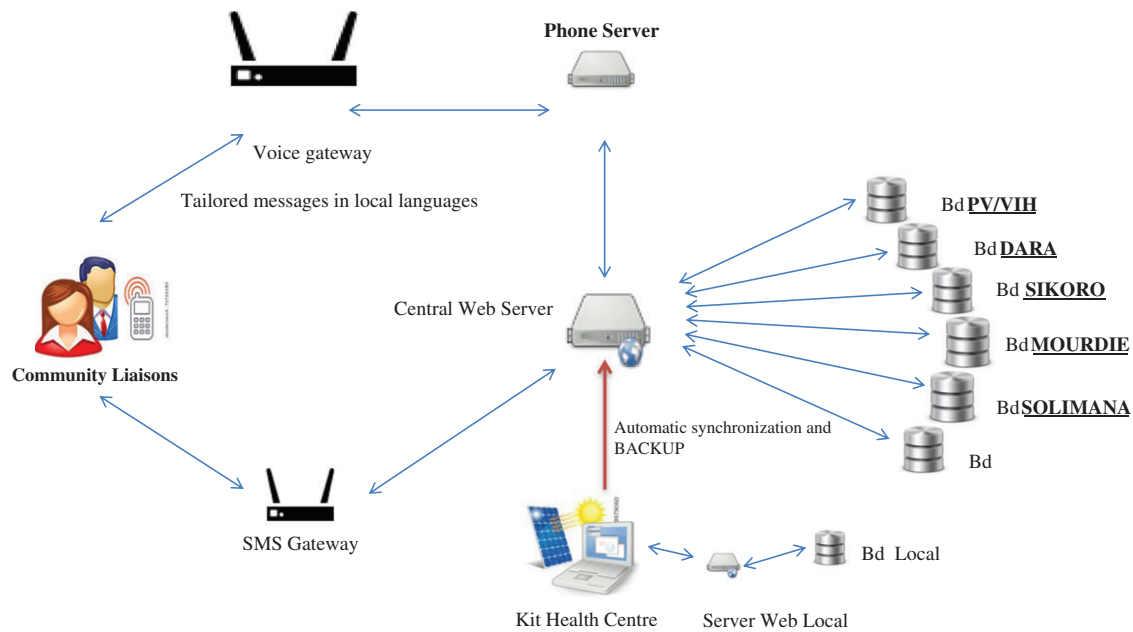 Phone Server
Voice gateway
Tailored messages in local languages
Bd PV/VIH
Bd DARA
Bd SIKORO
Central Web Server
Bd MOURDIE
Community Liaisons
Bd SOLIMANA
Automatic synchronization and
BACKUP
Bd
SMS Gateway
Bd Local
Kit Health Centre
Server Web Local